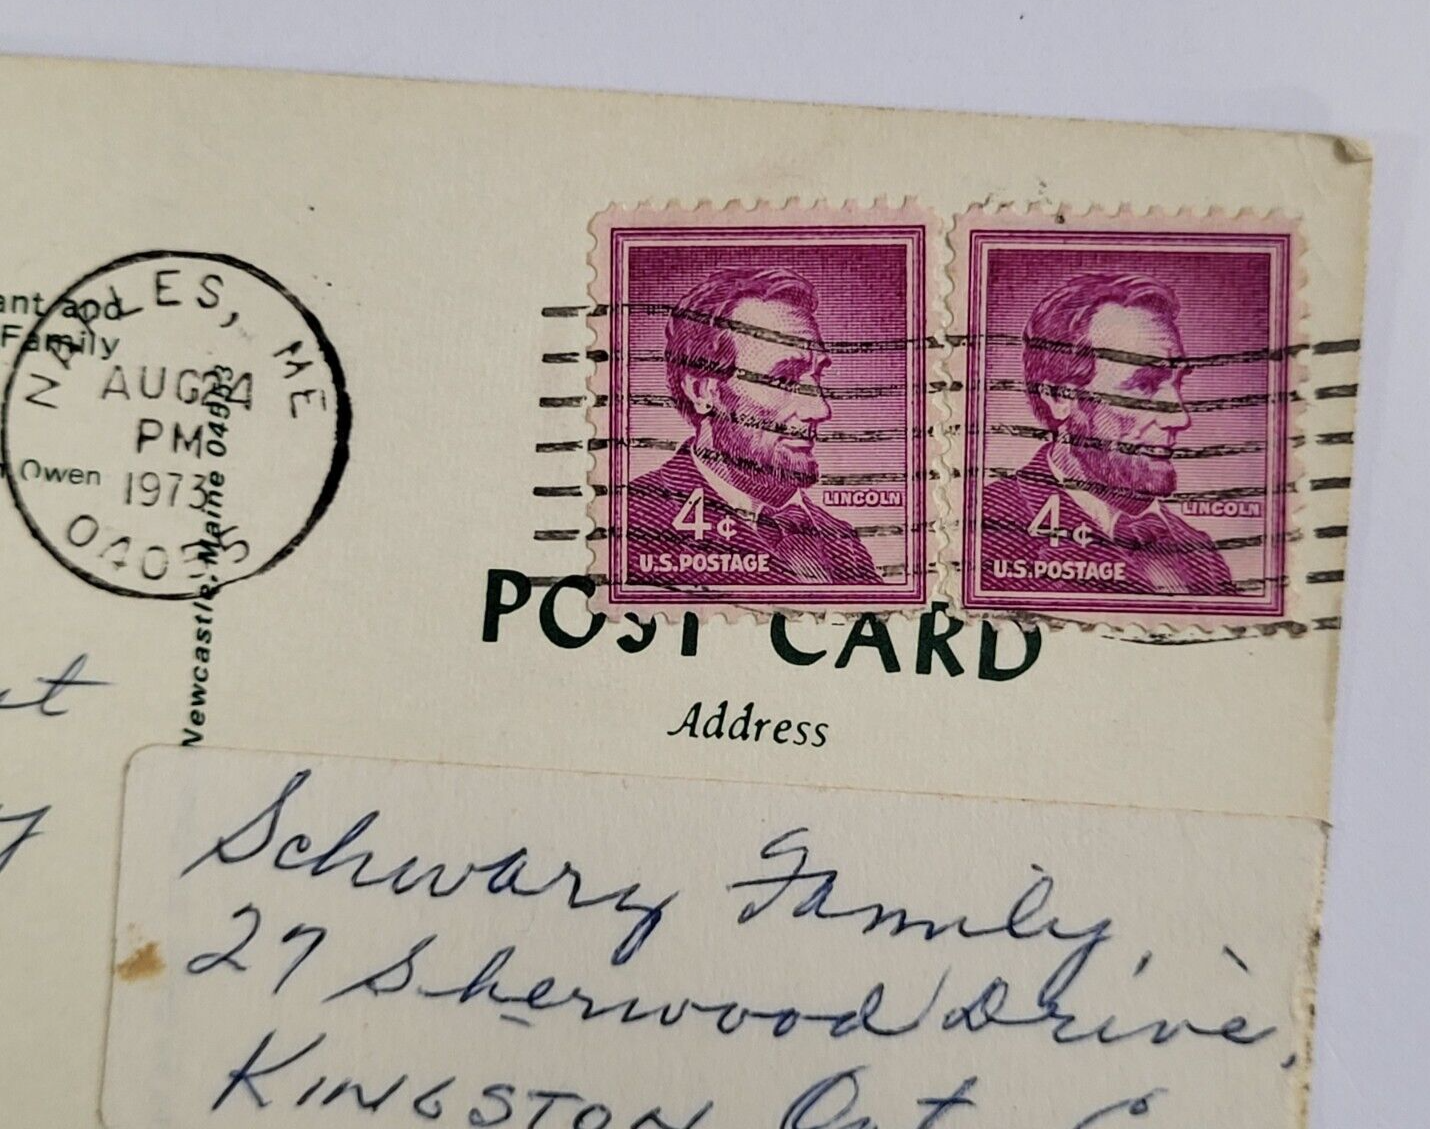 ant and
Family
Owen
NAPLES, ME
AUG 24
PM
1973
Newcastle, Maine 04553
LINCOLN
4¢
U.S. POSTAGE
LINCOLN
4¢
U.S. POSTAGE
POST CARD
Address
Schwarz Family,
27 Sherwood Drive,
KINGSTON Ont